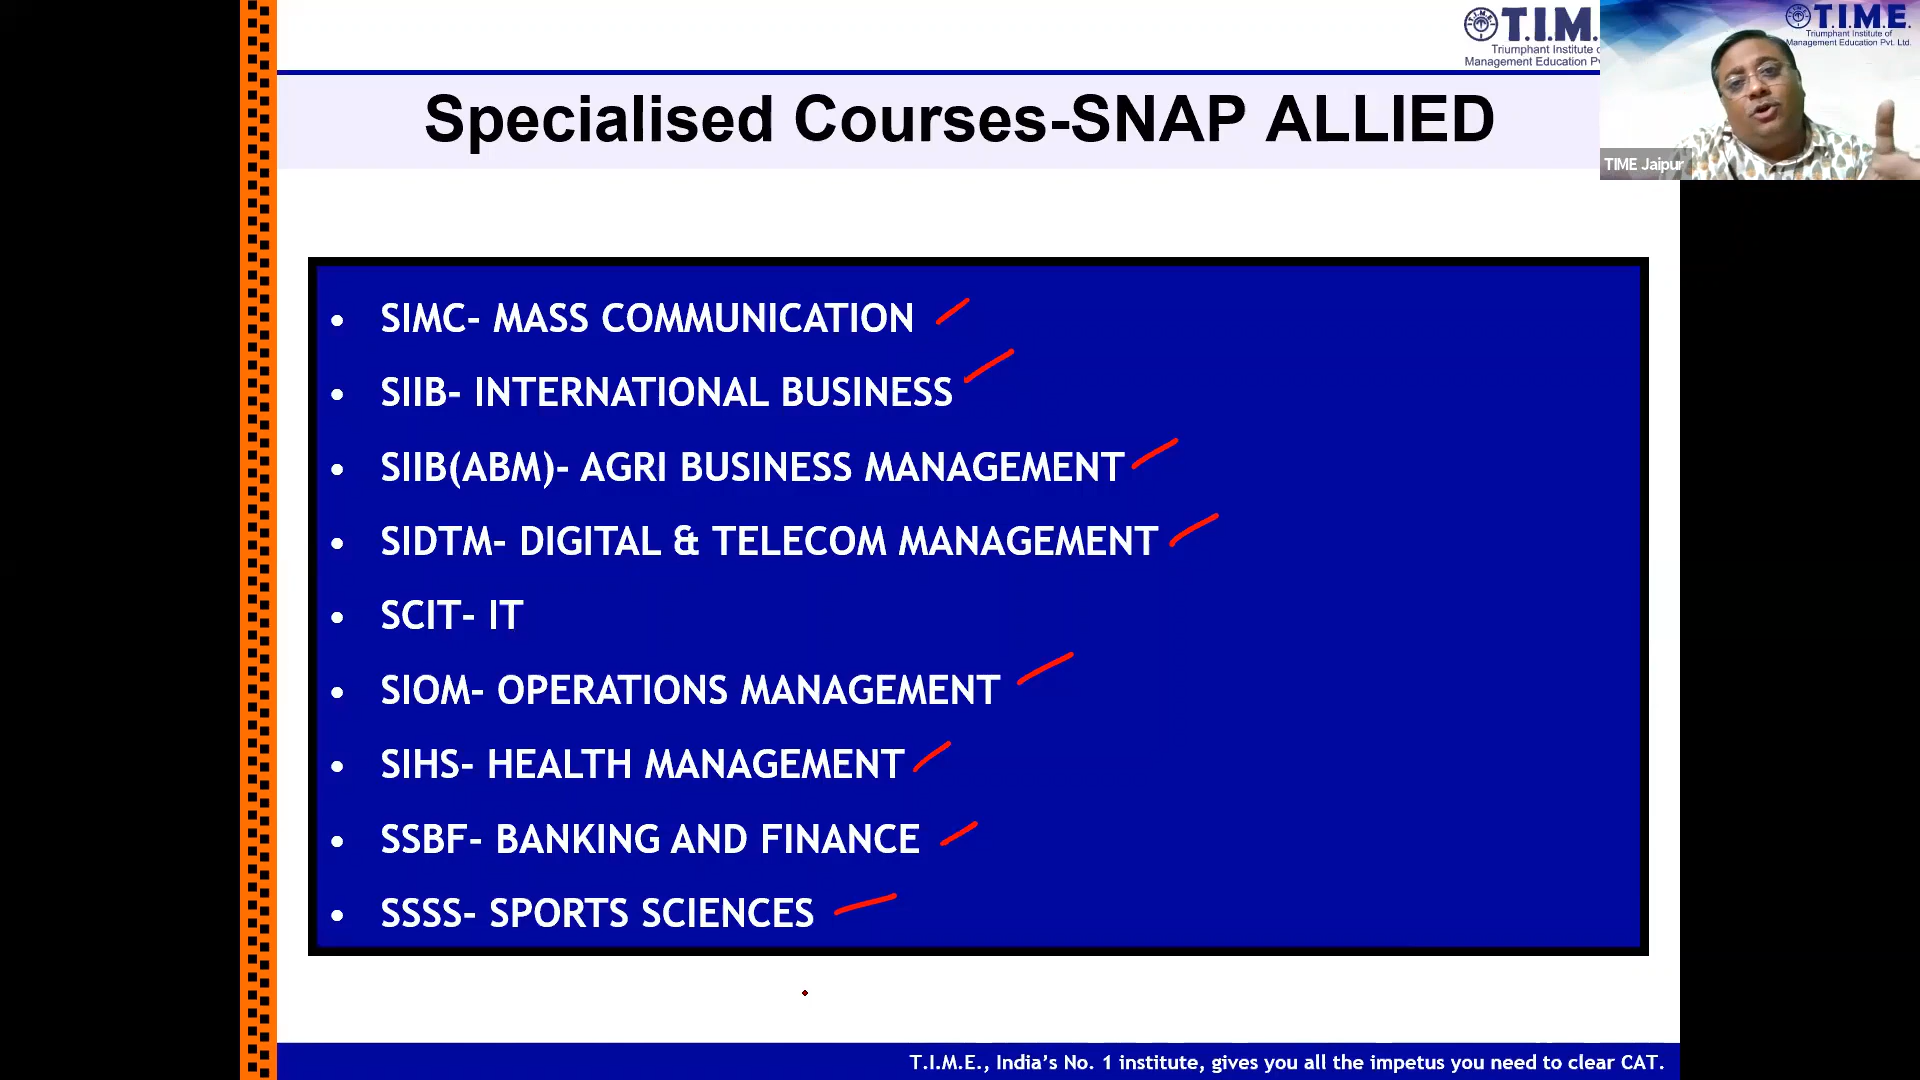 T.I.M.
Triumphant Institute
Management Education
T.I.M.E.
Triumphant Institute of
Management Education Pvt. Ltd.
TIME Jaipur
Specialised Courses-SNAP ALLIED
• SIMC- MASS COMMUNICATION
• SIIB- INTERNATIONAL BUSINESS
• SIIB(ABM)- AGRI BUSINESS MANAGEMENT
• SIDTM- DIGITAL & TELECOM MANAGEMENT
• SCIT- IT
• SIOM- OPERATIONS MANAGEMENT
• SIHS- HEALTH MANAGEMENT
• SSBF- BANKING AND FINANCE
• SSSS- SPORTS SCIENCES
T.I.M.E., India's No. 1 institute, gives you all the impetus you need to clear CAT.